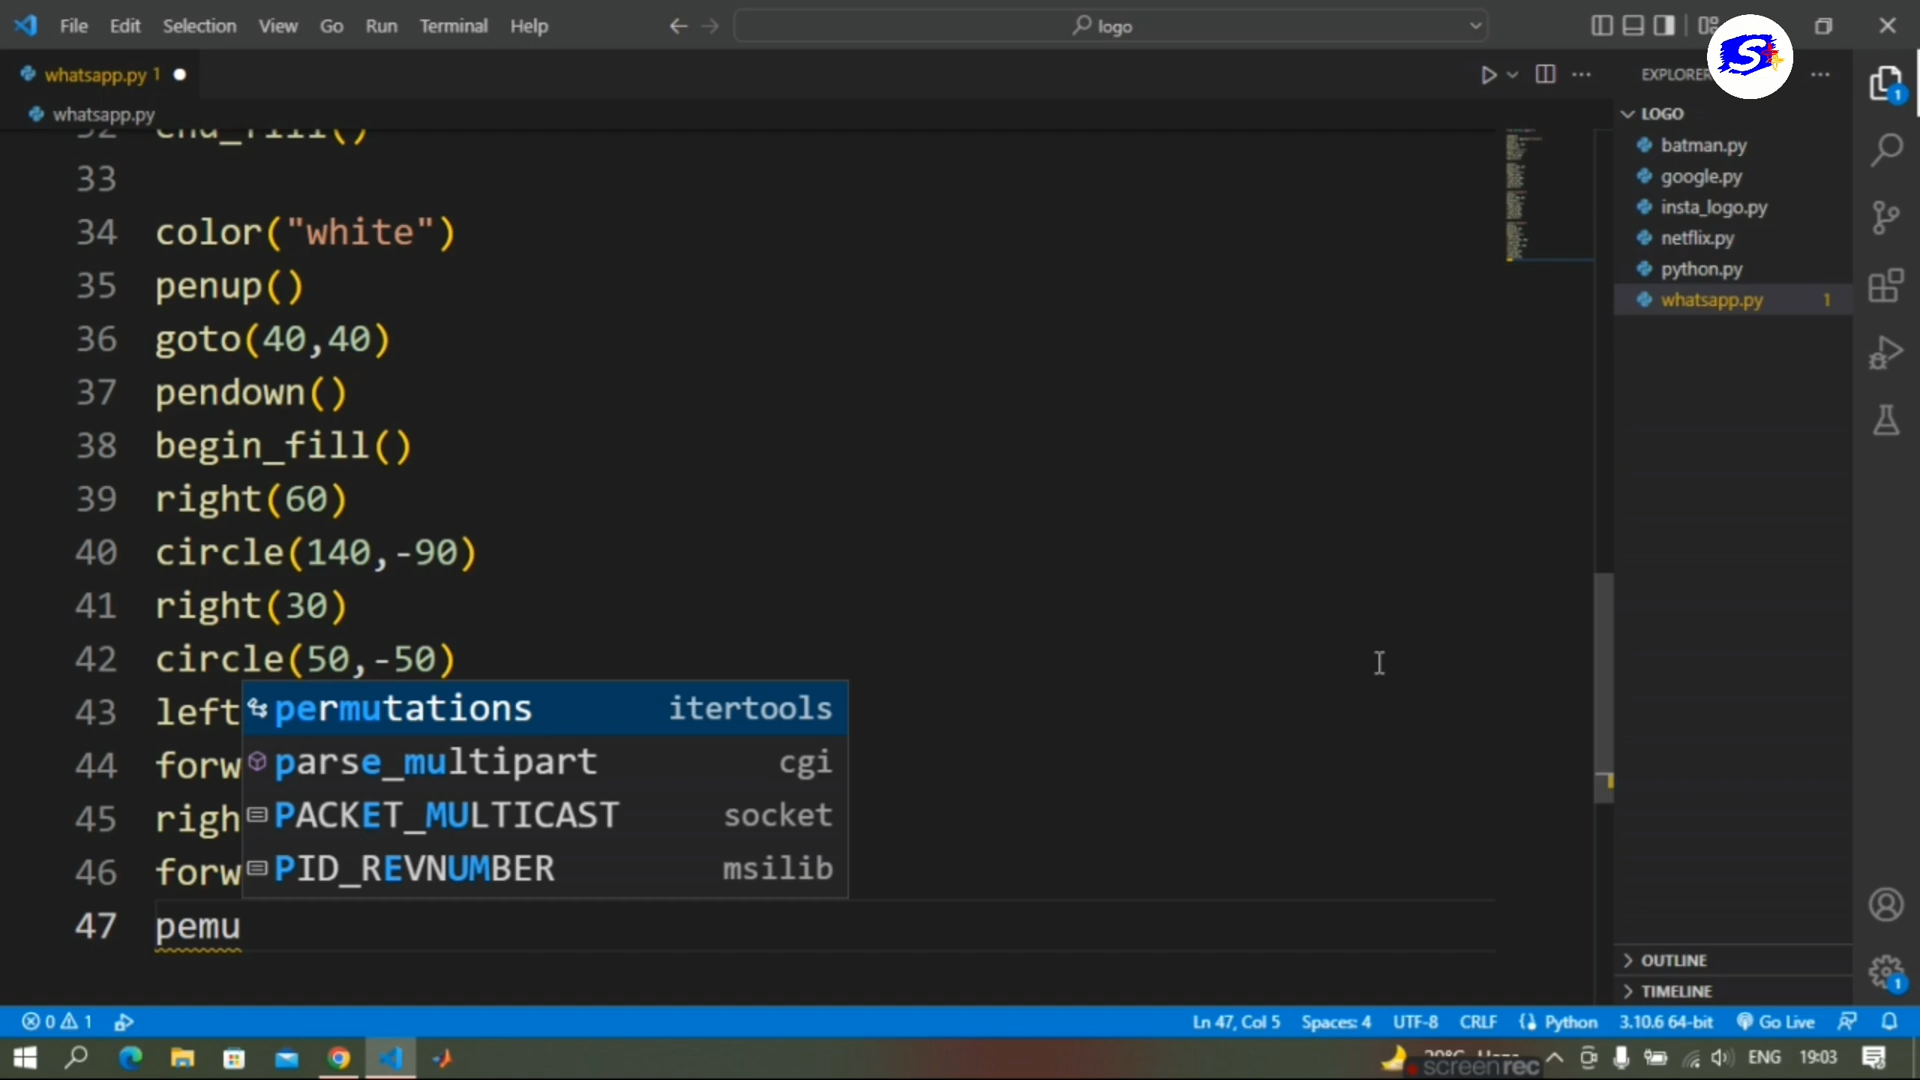 File Edit Selection View Go Run Terminal Help
logo
whatsapp.py 1
EXPLORER
whatsapp.py
LOGO
batman.py
google.py
insta_logo.py
netflix.py
python.py
whatsapp.py 1
32 end_fill()
33
34 color("white")
35 penup()
36 goto(40,40)
37 pendown()
38 begin_fill()
39 right(60)
40 circle(140,-90)
41 right(30)
42 circle(50,-50)
43 left
44 forw
45 righ
46 forw
47 pemu
permutations itertools
parse_multipart cgi
PACKET_MULTICAST socket
PID_REVNUMBER msilib
OUTLINE
TIMELINE
0 1
Ln 47, Col 5 Spaces: 4 UTF-8 CRLF Python 3.10.6 64-bit Go Live
ENG 19:03
screenrec
S
1
1